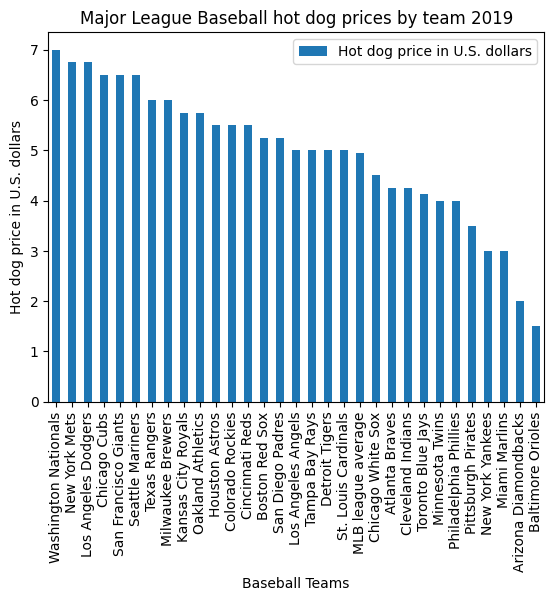 Major League Baseball hot dog prices by team 2019
Hot dog price in U.S. dollars
Hot dog price in U.S. dollars
7
6
5
4
3
2
1
0
Washington Nationals
New York Mets
Los Angeles Dodgers
Chicago Cubs
San Francisco Giants
Seattle Mariners
Texas Rangers
Milwaukee Brewers
Kansas City Royals
Oakland Athletics
Houston Astros
Colorado Rockies
Cincinnati Reds
Boston Red Sox
San Diego Padres
Los Angeles Angels
Tampa Bay Rays
Detroit Tigers
St. Louis Cardinals
MLB league average
Chicago White Sox
Atlanta Braves
Cleveland Indians
Toronto Blue Jays
Minnesota Twins
Philadelphia Phillies
Pittsburgh Pirates
New York Yankees
Miami Marlins
Arizona Diamondbacks
Baltimore Orioles
Baseball Teams